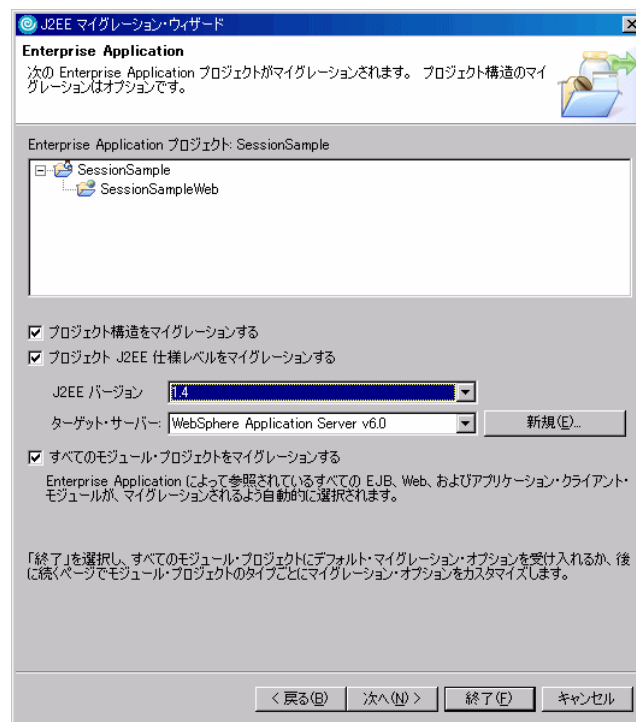 J2EE マイグレーション・ウィザード
Enterprise Application
次の Enterprise Application プロジェクトがマイグレーションされます。 プロジェクト構造のマイ
グレーションはオプションです。
Enterprise Application プロジェクト: SessionSample
SessionSample
SessionSampleWeb
プロジェクト構造をマイグレーションする
プロジェクト J2EE 仕様レベルをマイグレーションする
J2EE バージョン 1.4
ターゲット・サーバー: WebSphere Application Server v6.0 新規(E)...
すべてのモジュール・プロジェクトをマイグレーションする
Enterprise Application によって参照されているすべての EJB、Web、およびアプリケーション・クライアント・
モジュールが、マイグレーションされるよう自動的に選択されます。
「終了」を選択し、すべてのモジュール・プロジェクトにデフォルト・マイグレーション・オプションを受け入れるか、後
に続くページでモジュール・プロジェクトのタイプごとにマイグレーション・オプションをカスタマイズします。
< 戻る(B) 次へ(N) > 終了(F) キャンセル